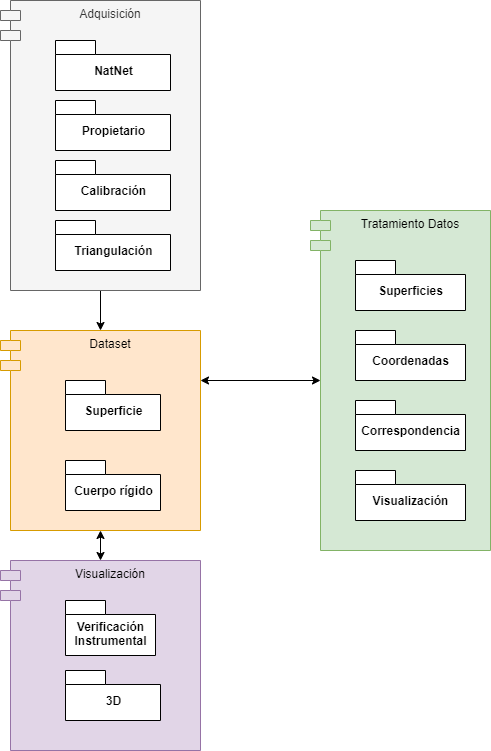 Adquisición
NatNet
Propietario
Calibración
Triangulación
Dataset
Superficie
Cuerpo rígido
Visualización
Verificación
Instrumental
3D
Tratamiento Datos
Superficies
Coordenadas
Correspondencia
Visualización